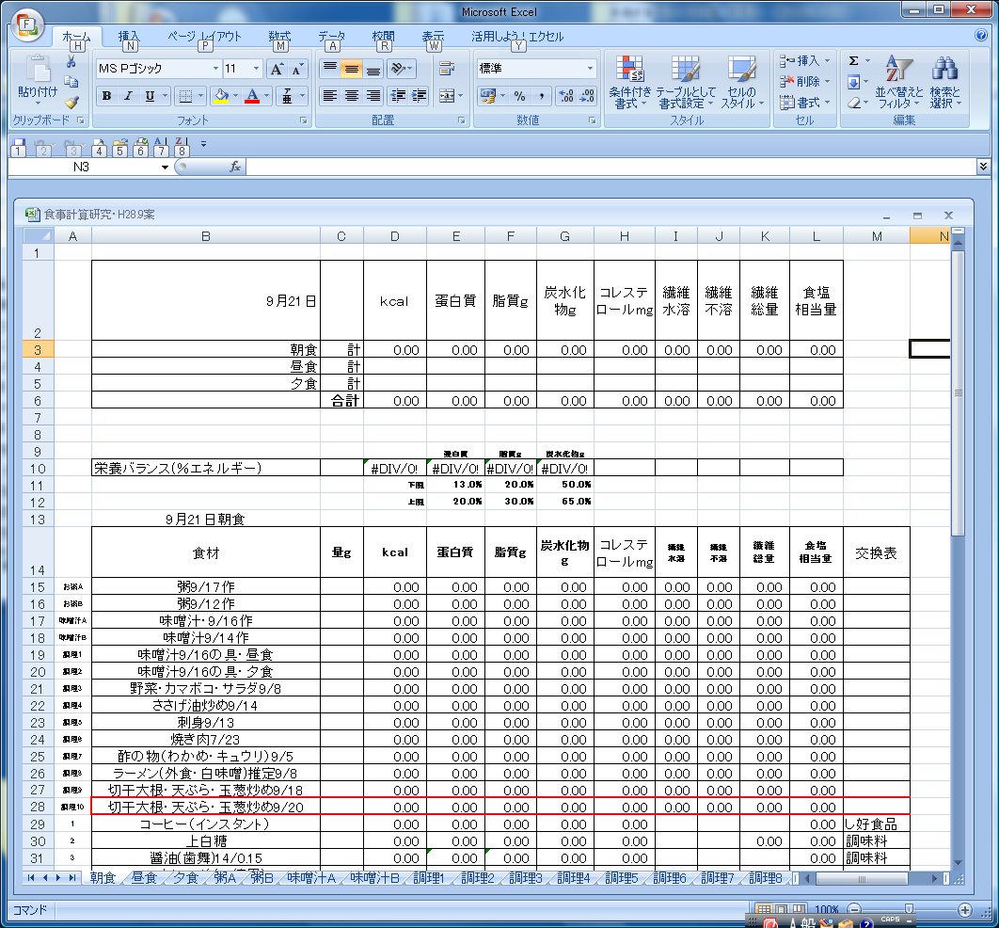 Microsoft Excel
ホーム 挿入 ページ レイアウト 数式 データ 校閲 表示 活用しよう！エクセル
F H N P M A R W Y
貼り付け MS Pゴシック 11 A A 標準 条件付き書式 テーブルとして書式設定 セルのスタイル 挿入 削除 書式 Σ 並べ替えとフィルタ 検索と選択
B I U A % ,
クリップボード フォント 配置 数値 スタイル セル 編集
1 2 3 4 5 6 7 8
N3 fx
食事計算研究・H28.9案
A B C D E F G H I J K L M N
1
2 9月21日 kcal 蛋白質 脂質g 炭水化物g コレステロールmg 繊維水溶 繊維不溶 繊維総量 食塩相当量
3 朝食 計 0.00 0.00 0.00 0.00 0.00 0.00 0.00 0.00 0.00
4 昼食 計
5 夕食 計
6 合計 0.00 0.00 0.00 0.00 0.00 0.00 0.00 0.00 0.00
7
8
9 蛋白質 脂質g 炭水化物g
10 栄養バランス(%エネルギー) #DIV/0! #DIV/0! #DIV/0! #DIV/0!
11 下限 13.0% 20.0% 50.0%
12 上限 20.0% 30.0% 65.0%
13 9月21日朝食
14 食材 量g kcal 蛋白質 脂質g 炭水化物g コレステロールmg 繊維水溶 繊維不溶 繊維総量 食塩相当量 交換表
15 お粥A 粥9/17作 0.00 0.00 0.00 0.00 0.00 0.00 0.00 0.00 0.00
16 お粥B 粥9/12作 0.00 0.00 0.00 0.00 0.00 0.00 0.00 0.00 0.00
17 味噌汁A 味噌汁・9/16作 0.00 0.00 0.00 0.00 0.00 0.00 0.00 0.00 0.00
18 味噌汁B 味噌汁9/14作 0.00 0.00 0.00 0.00 0.00 0.00 0.00 0.00 0.00
19 調理1 味噌汁9/16の具・昼食 0.00 0.00 0.00 0.00 0.00 0.00 0.00 0.00 0.00
20 調理2 味噌汁9/16の具・夕食 0.00 0.00 0.00 0.00 0.00 0.00 0.00 0.00 0.00
21 調理3 野菜・カマボコ・サラダ9/8 0.00 0.00 0.00 0.00 0.00 0.00 0.00 0.00 0.00
22 調理4 ささげ油炒め9/14 0.00 0.00 0.00 0.00 0.00 0.00 0.00 0.00 0.00
23 調理5 刺身9/13 0.00 0.00 0.00 0.00 0.00 0.00 0.00 0.00 0.00
24 調理6 焼き肉7/23 0.00 0.00 0.00 0.00 0.00 0.00 0.00 0.00 0.00
25 調理7 酢の物(わかめ・キュウリ)9/5 0.00 0.00 0.00 0.00 0.00 0.00 0.00 0.00 0.00
26 調理8 ラーメン(外食・白味噌)推定9/8 0.00 0.00 0.00 0.00 0.00 0.00 0.00 0.00 0.00
27 調理9 切干大根・天ぷら・玉葱炒め9/18 0.00 0.00 0.00 0.00 0.00 0.00 0.00 0.00 0.00
28 調理10 切干大根・天ぷら・玉葱炒め9/20 0.00 0.00 0.00 0.00 0.00 0.00 0.00 0.00 0.00
29 1 コーヒー(インスタント) 0.00 0.00 0.00 0.00 0.00 0.00 し好食品
30 2 上白糖 0.00 0.00 0.00 0.00 0.00 0.00 0.00 調味料
31 3 醤油(歯舞)14/0.15 0.00 0.00 0.00 0.00 0.00 0.00 調味料
朝食 昼食 夕食 粥A 粥B 味噌汁A 味噌汁B 調理1 調理2 調理3 調理4 調理5 調理6 調理7 調理8
コマンド 100%
A 般 CAPS